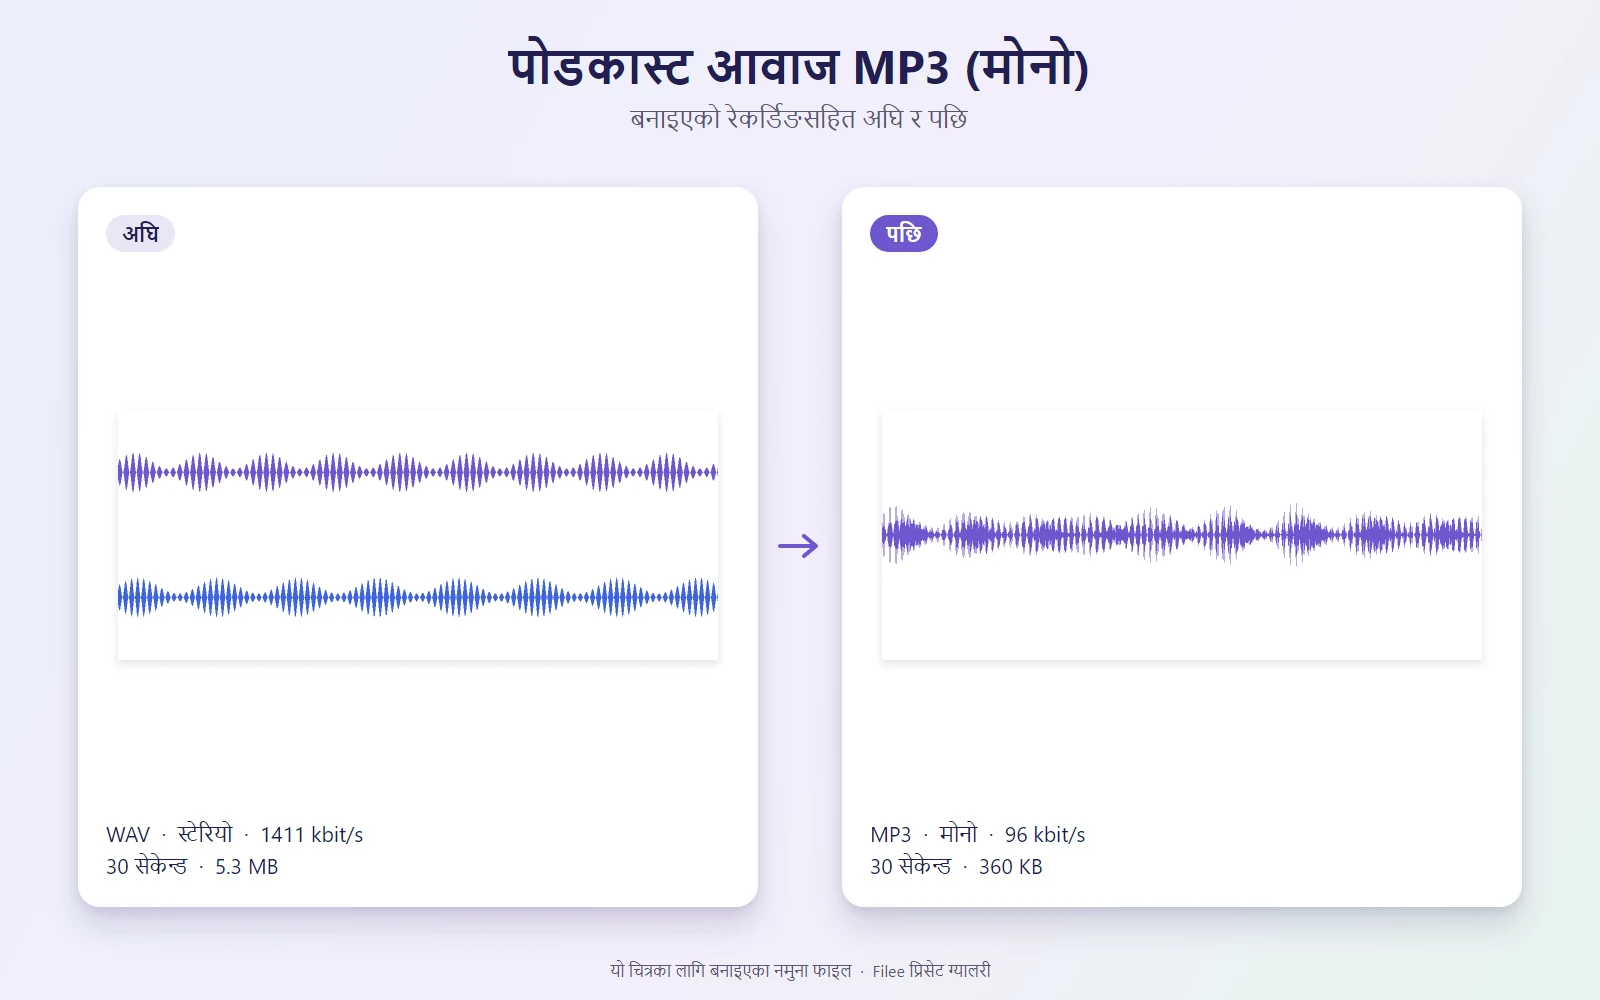 पोडकास्ट आवाज MP3 (मोनो)
बनाइएको रेकर्डिङसहित अघि र पछि
अघि
WAV · स्टेरियो · 1411 kbit/s
30 सेकेन्ड · 5.3 MB
पछि
MP3 · मोनो · 96 kbit/s
30 सेकेन्ड · 360 KB
यो चित्रका लागि बनाइएका नमुना फाइल · Filee प्रिसेट ग्यालरी